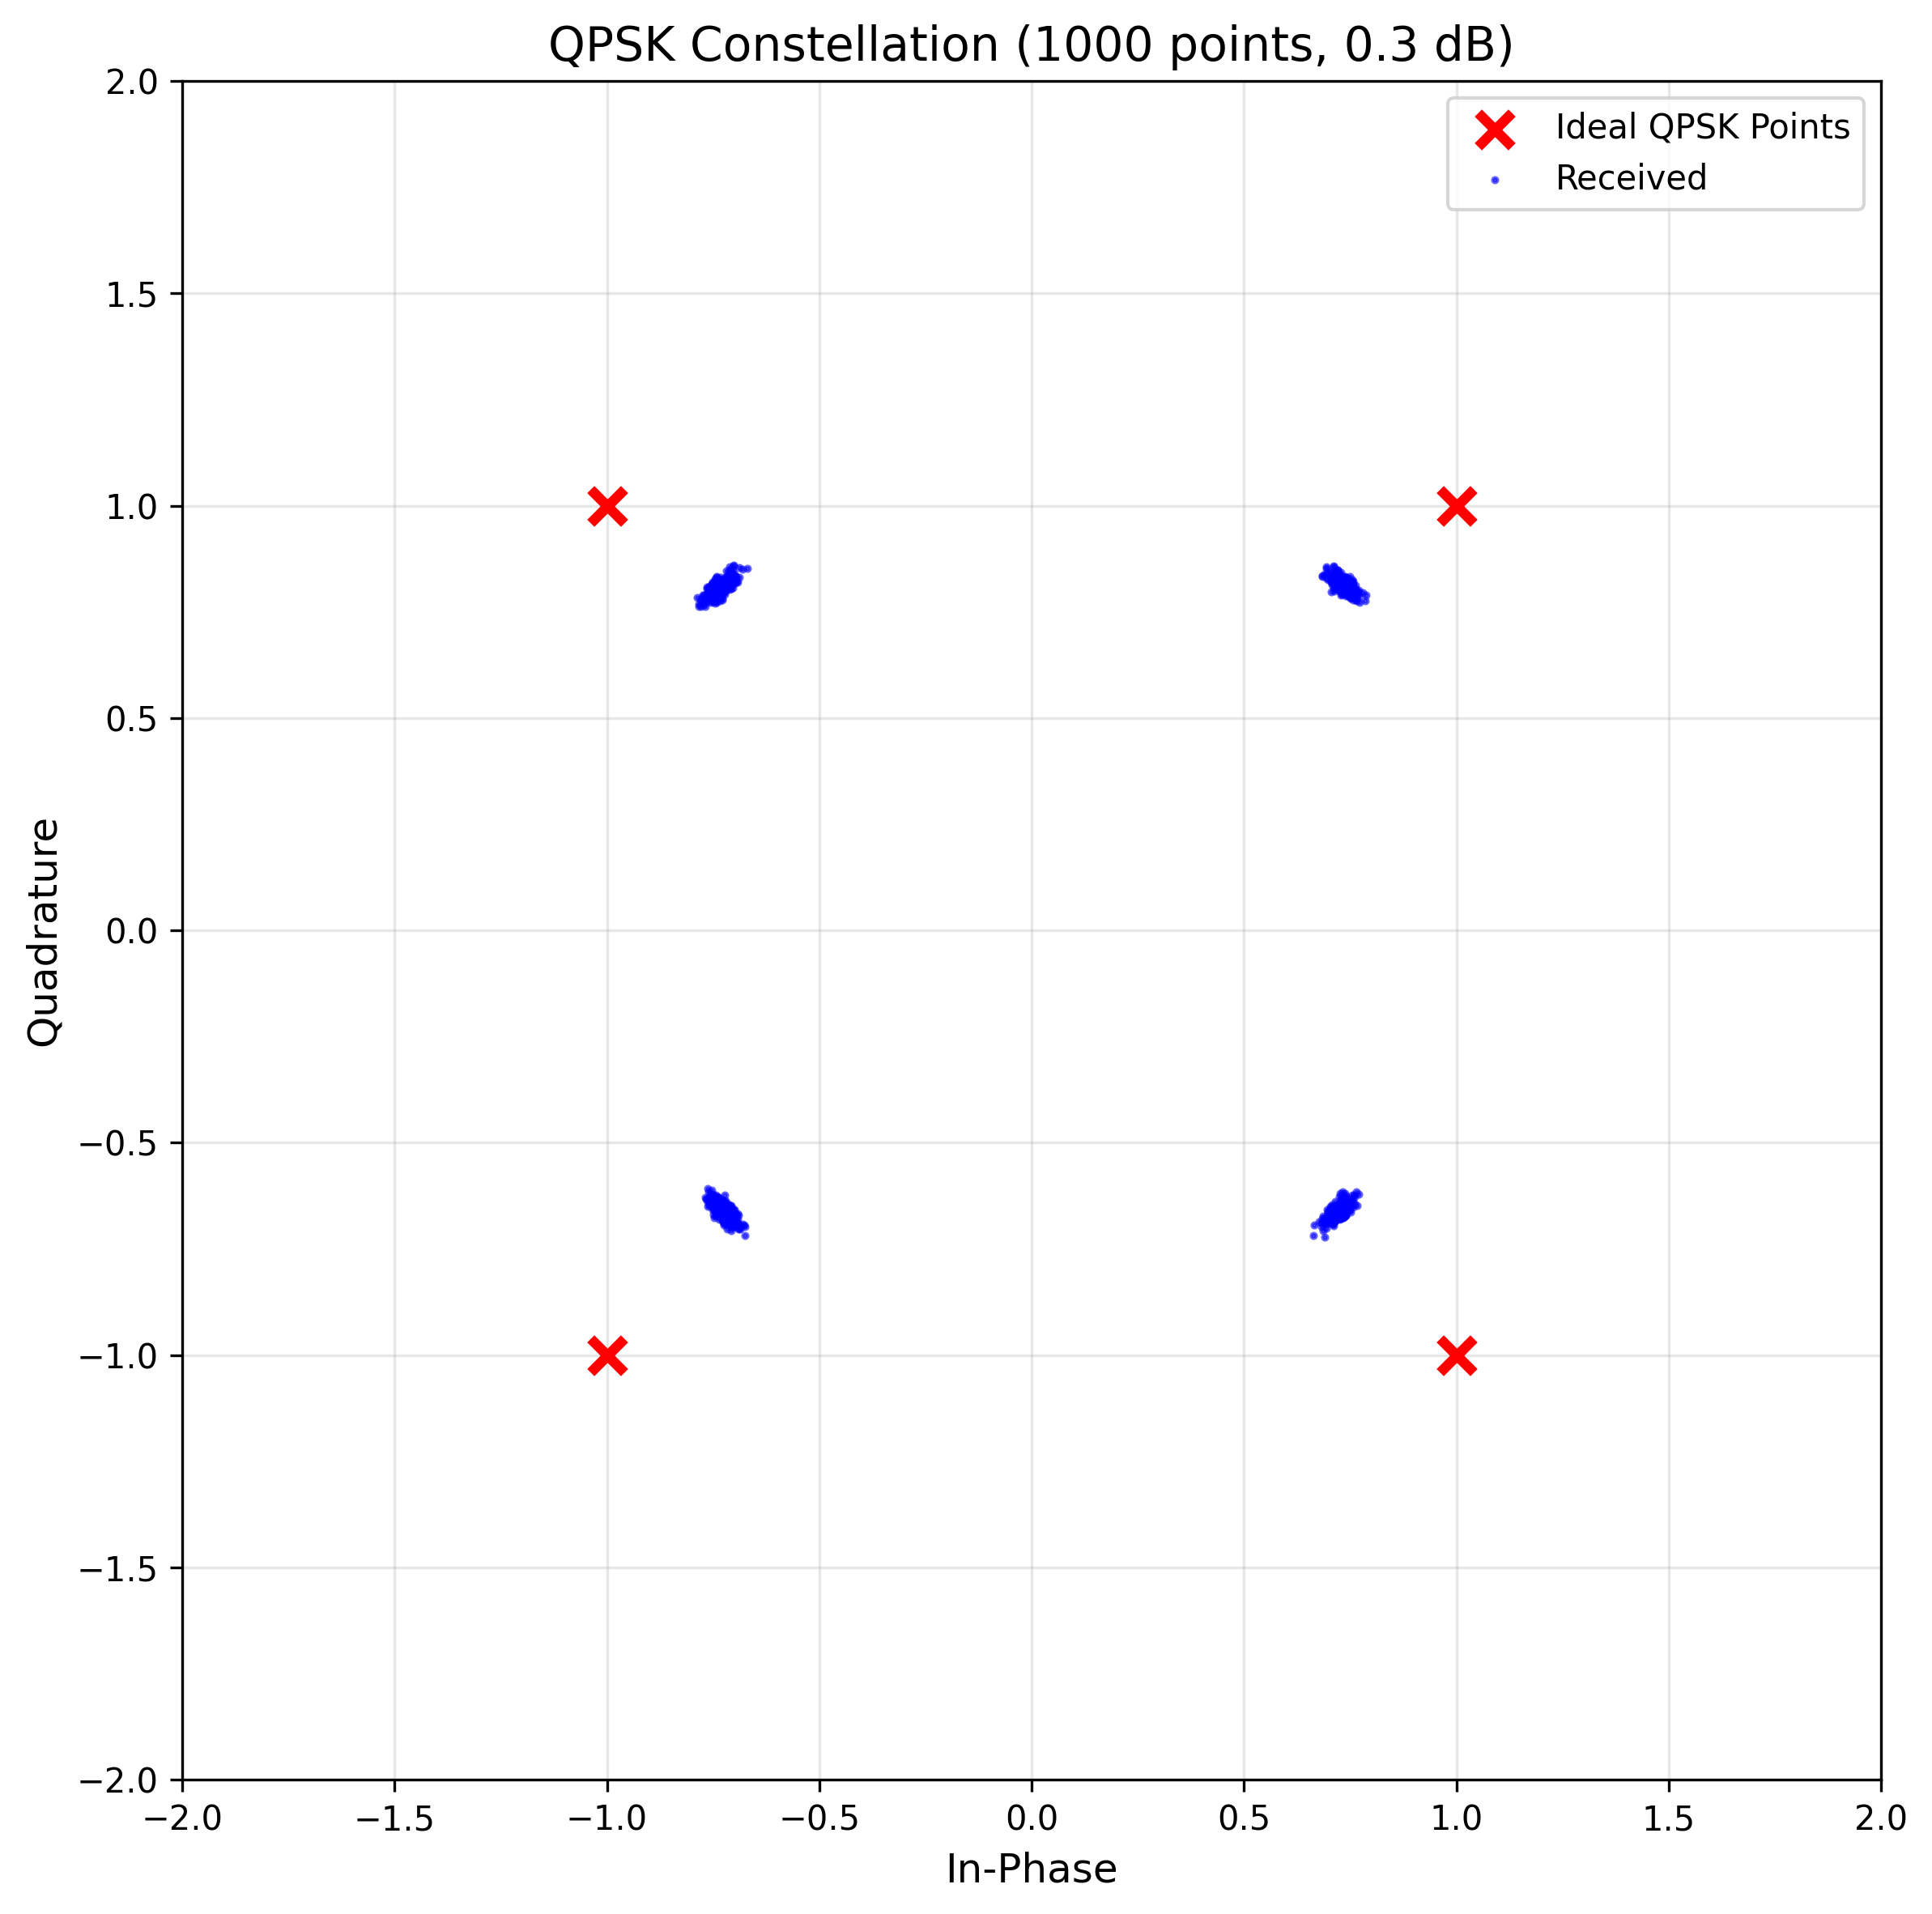 QPSK Constellation (1000 points, 0.3 dB)
Ideal QPSK Points
Received
2.0
1.5
1.0
0.5
0.0
−0.5
−1.0
−1.5
−2.0
Quadrature
−2.0 −1.5 −1.0 −0.5 0.0 0.5 1.0 1.5 2.0
In-Phase